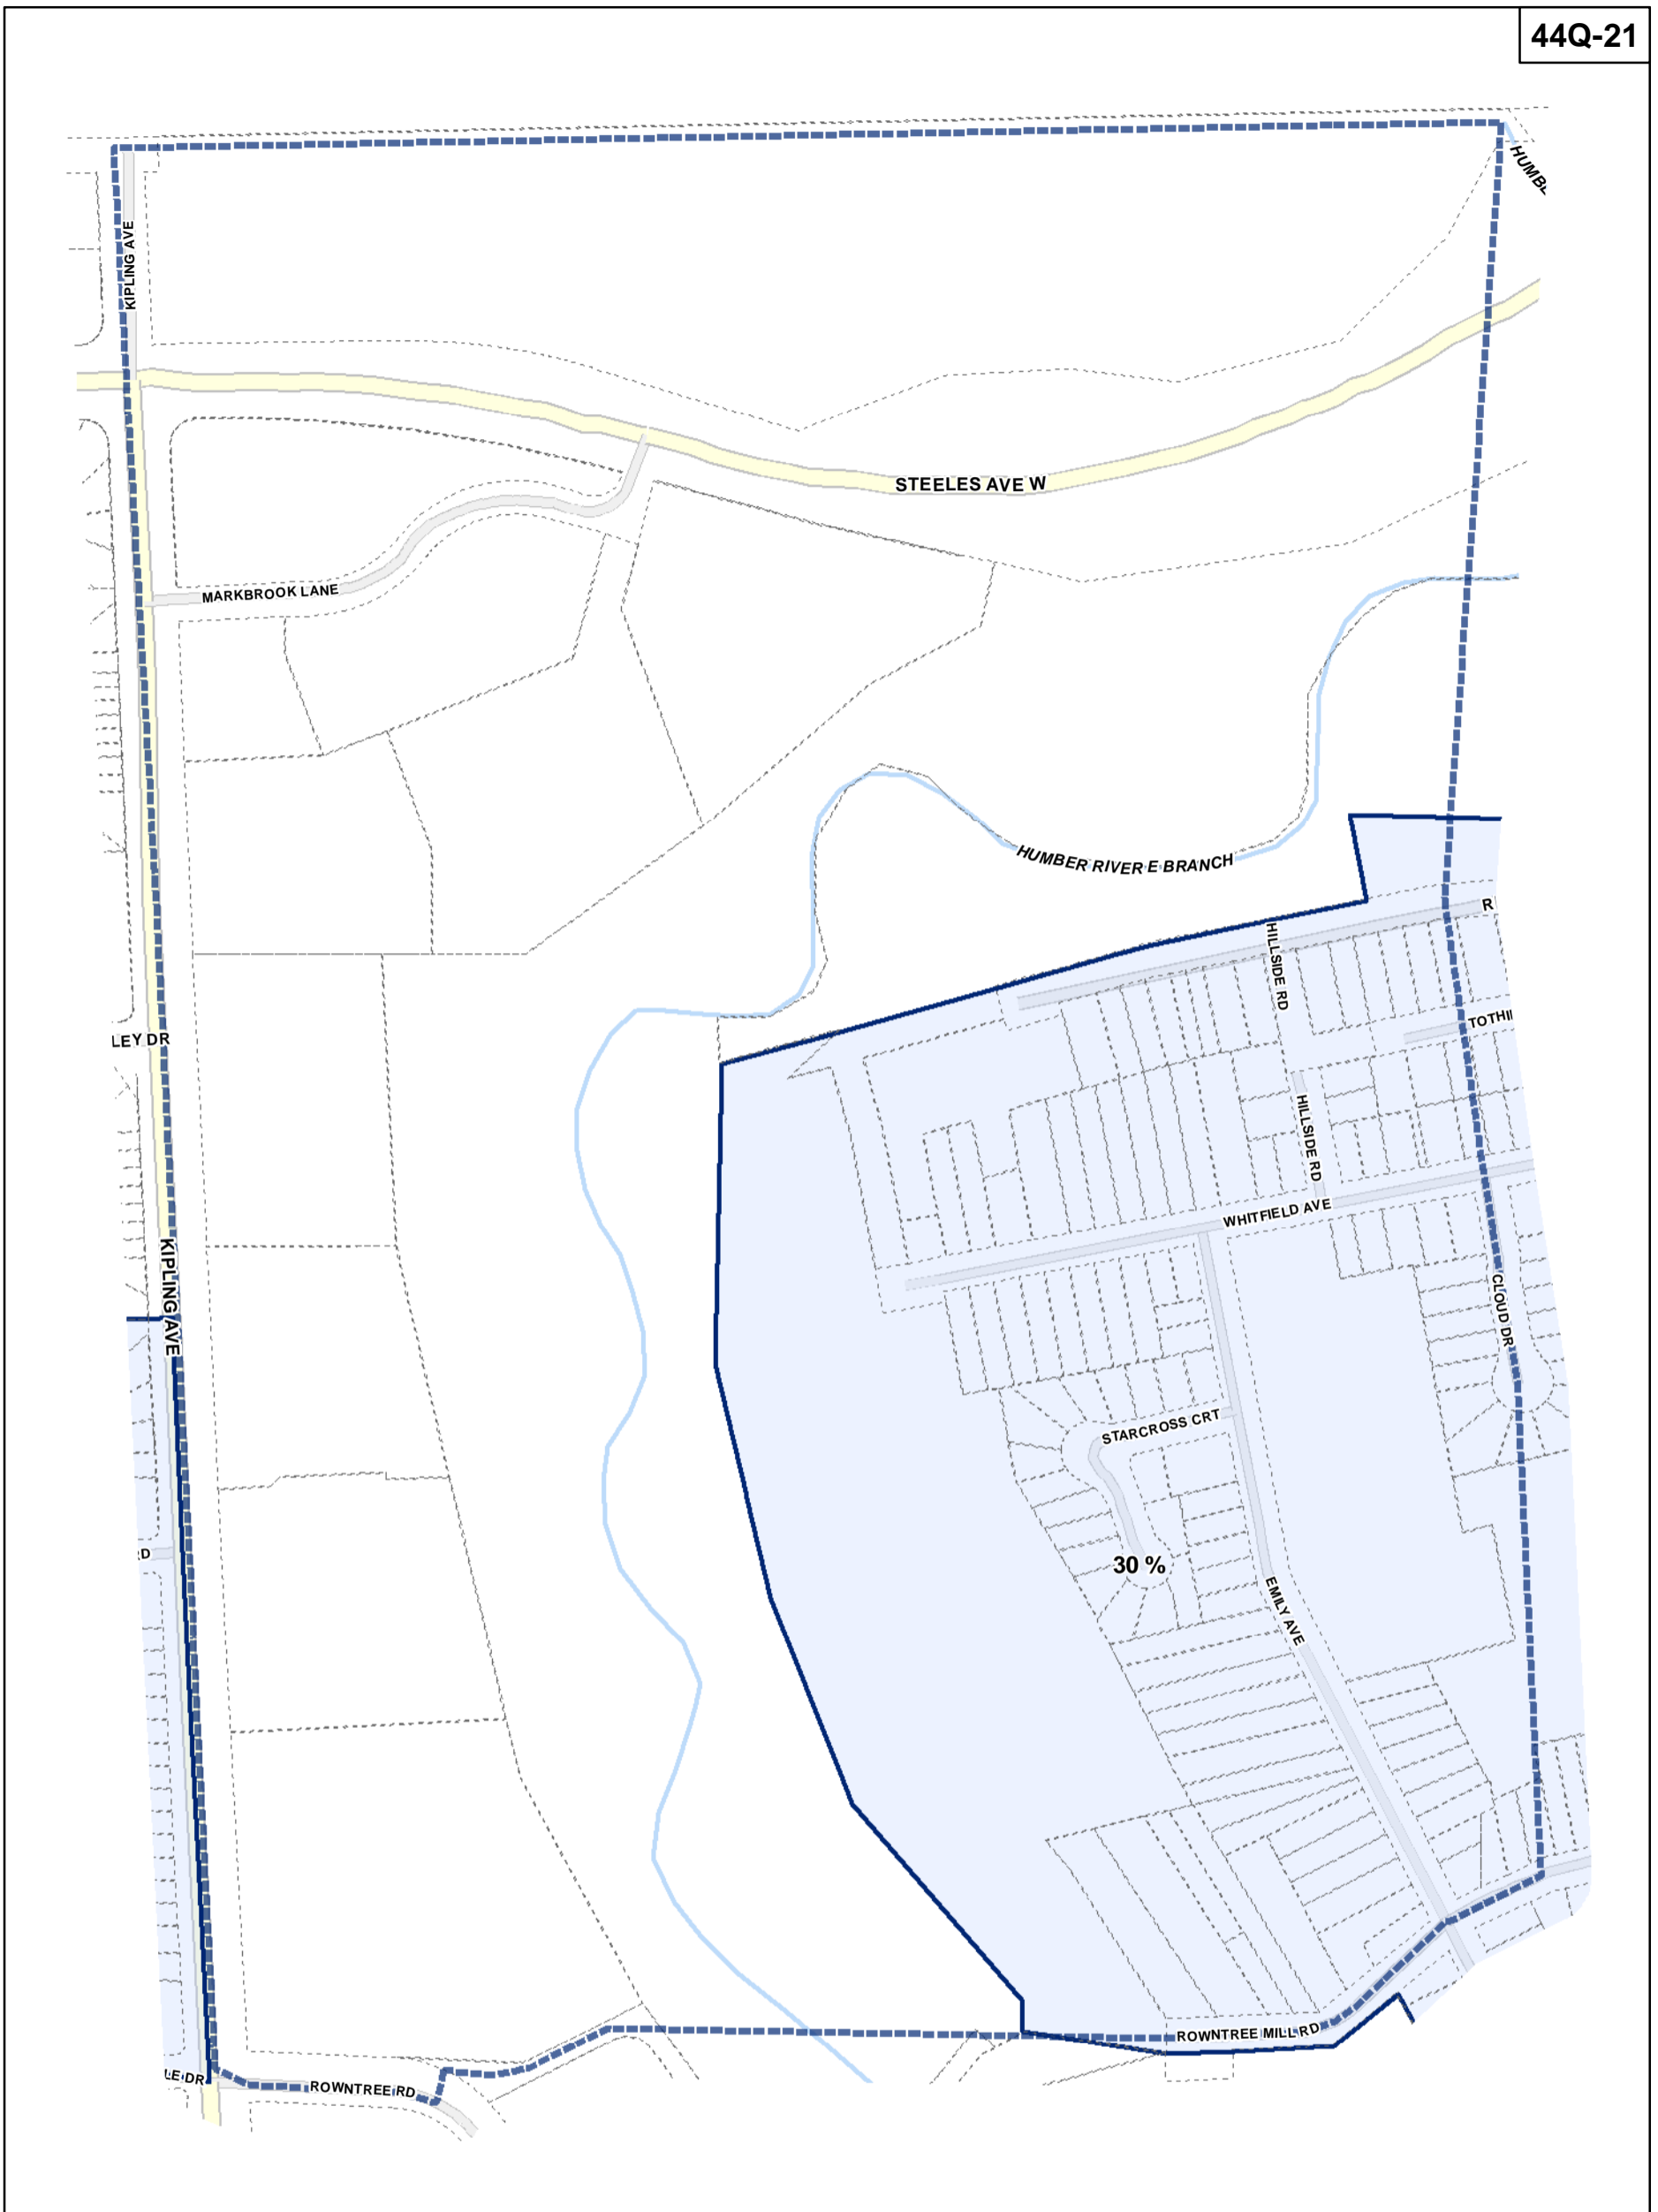 44Q-21
HUMBE
KIPLING AVE
STEELES AVE W
MARKBROOK LANE
HUMBER RIVER E BRANCH
R
HILLSIDE RD
TOTHI
LEY DR
HILLSIDE RD
WHITFIELD AVE
KIPLING AVE
CLOUD DR
STARCROSS CRT
D
30 %
EMILY AVE
ROWNTREE MILL RD
LE DR
ROWNTREE RD